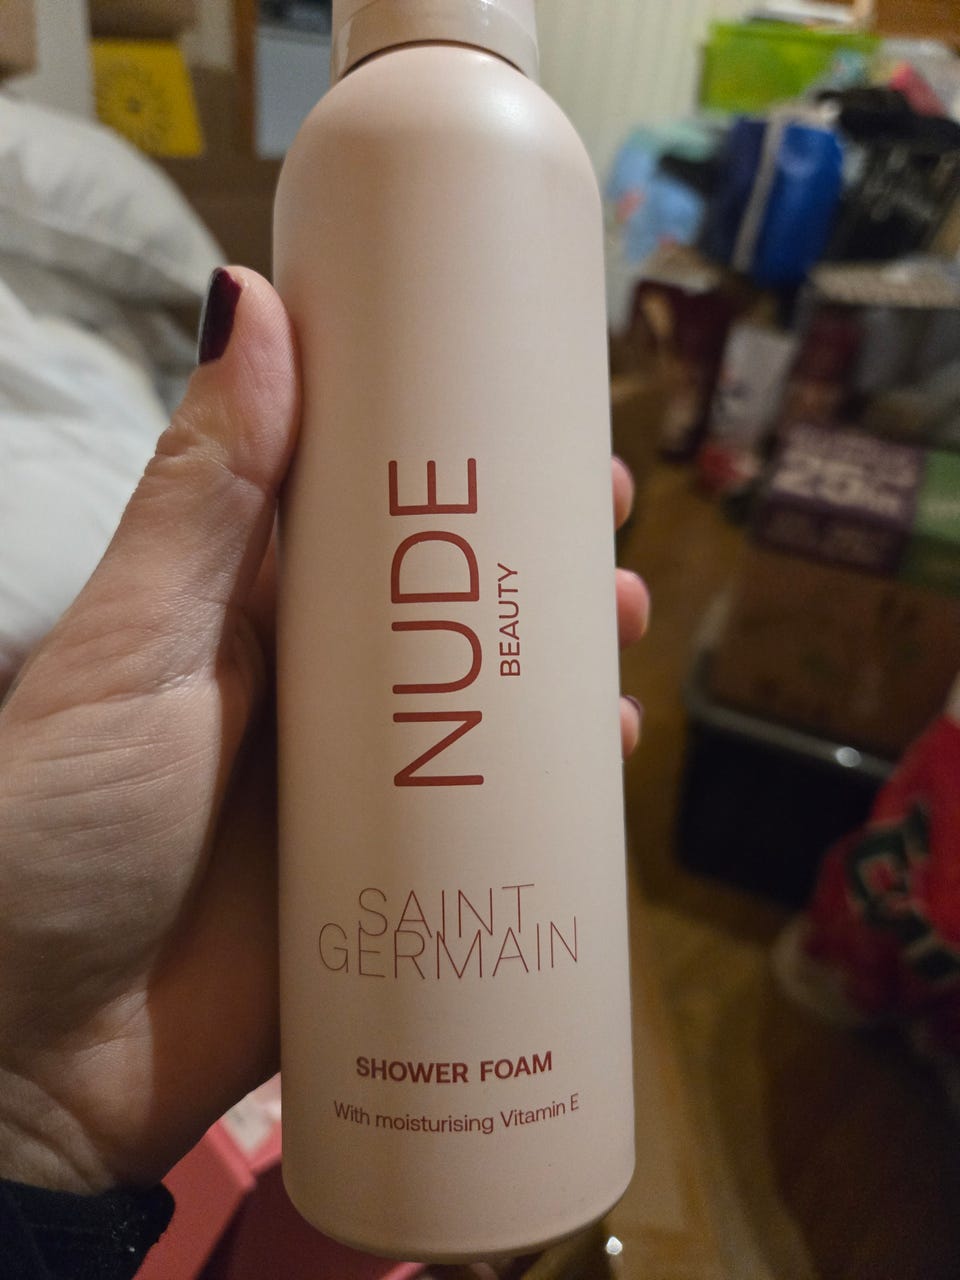 NUDE
BEAUTY
SAINT
GERMAIN
SHOWER FOAM
With moisturising Vitamin E